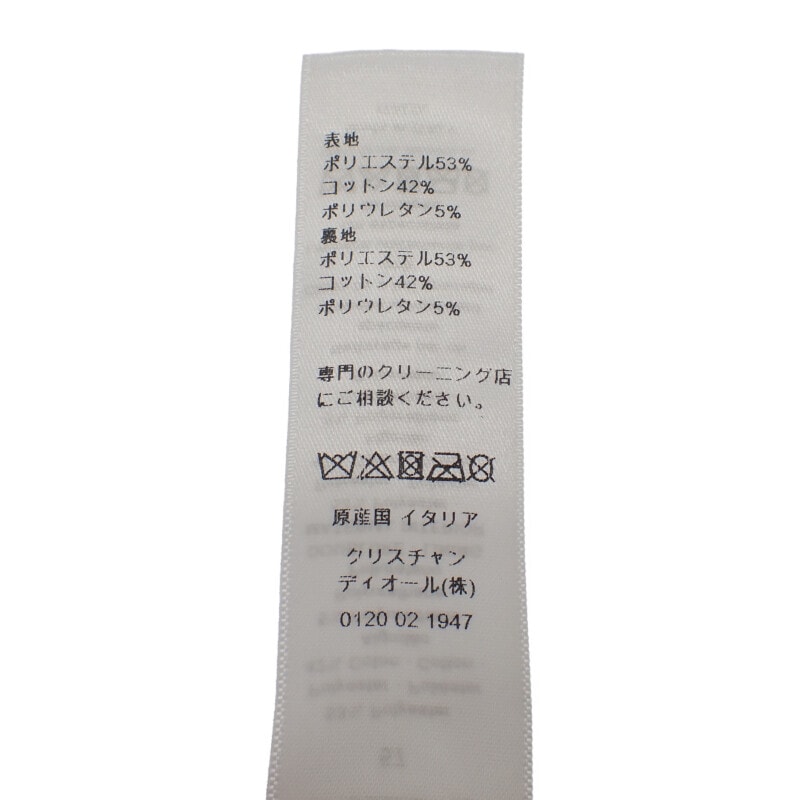 表地
ポリエステル53%
コットン42%
ポリウレタン5%
裏地
ポリエステル53%
コットン42%
ポリウレタン5%
専門のクリーニング店
にご相談ください。
原産国 イタリア
クリスチャン
ディオール(株)
0120 02 1947